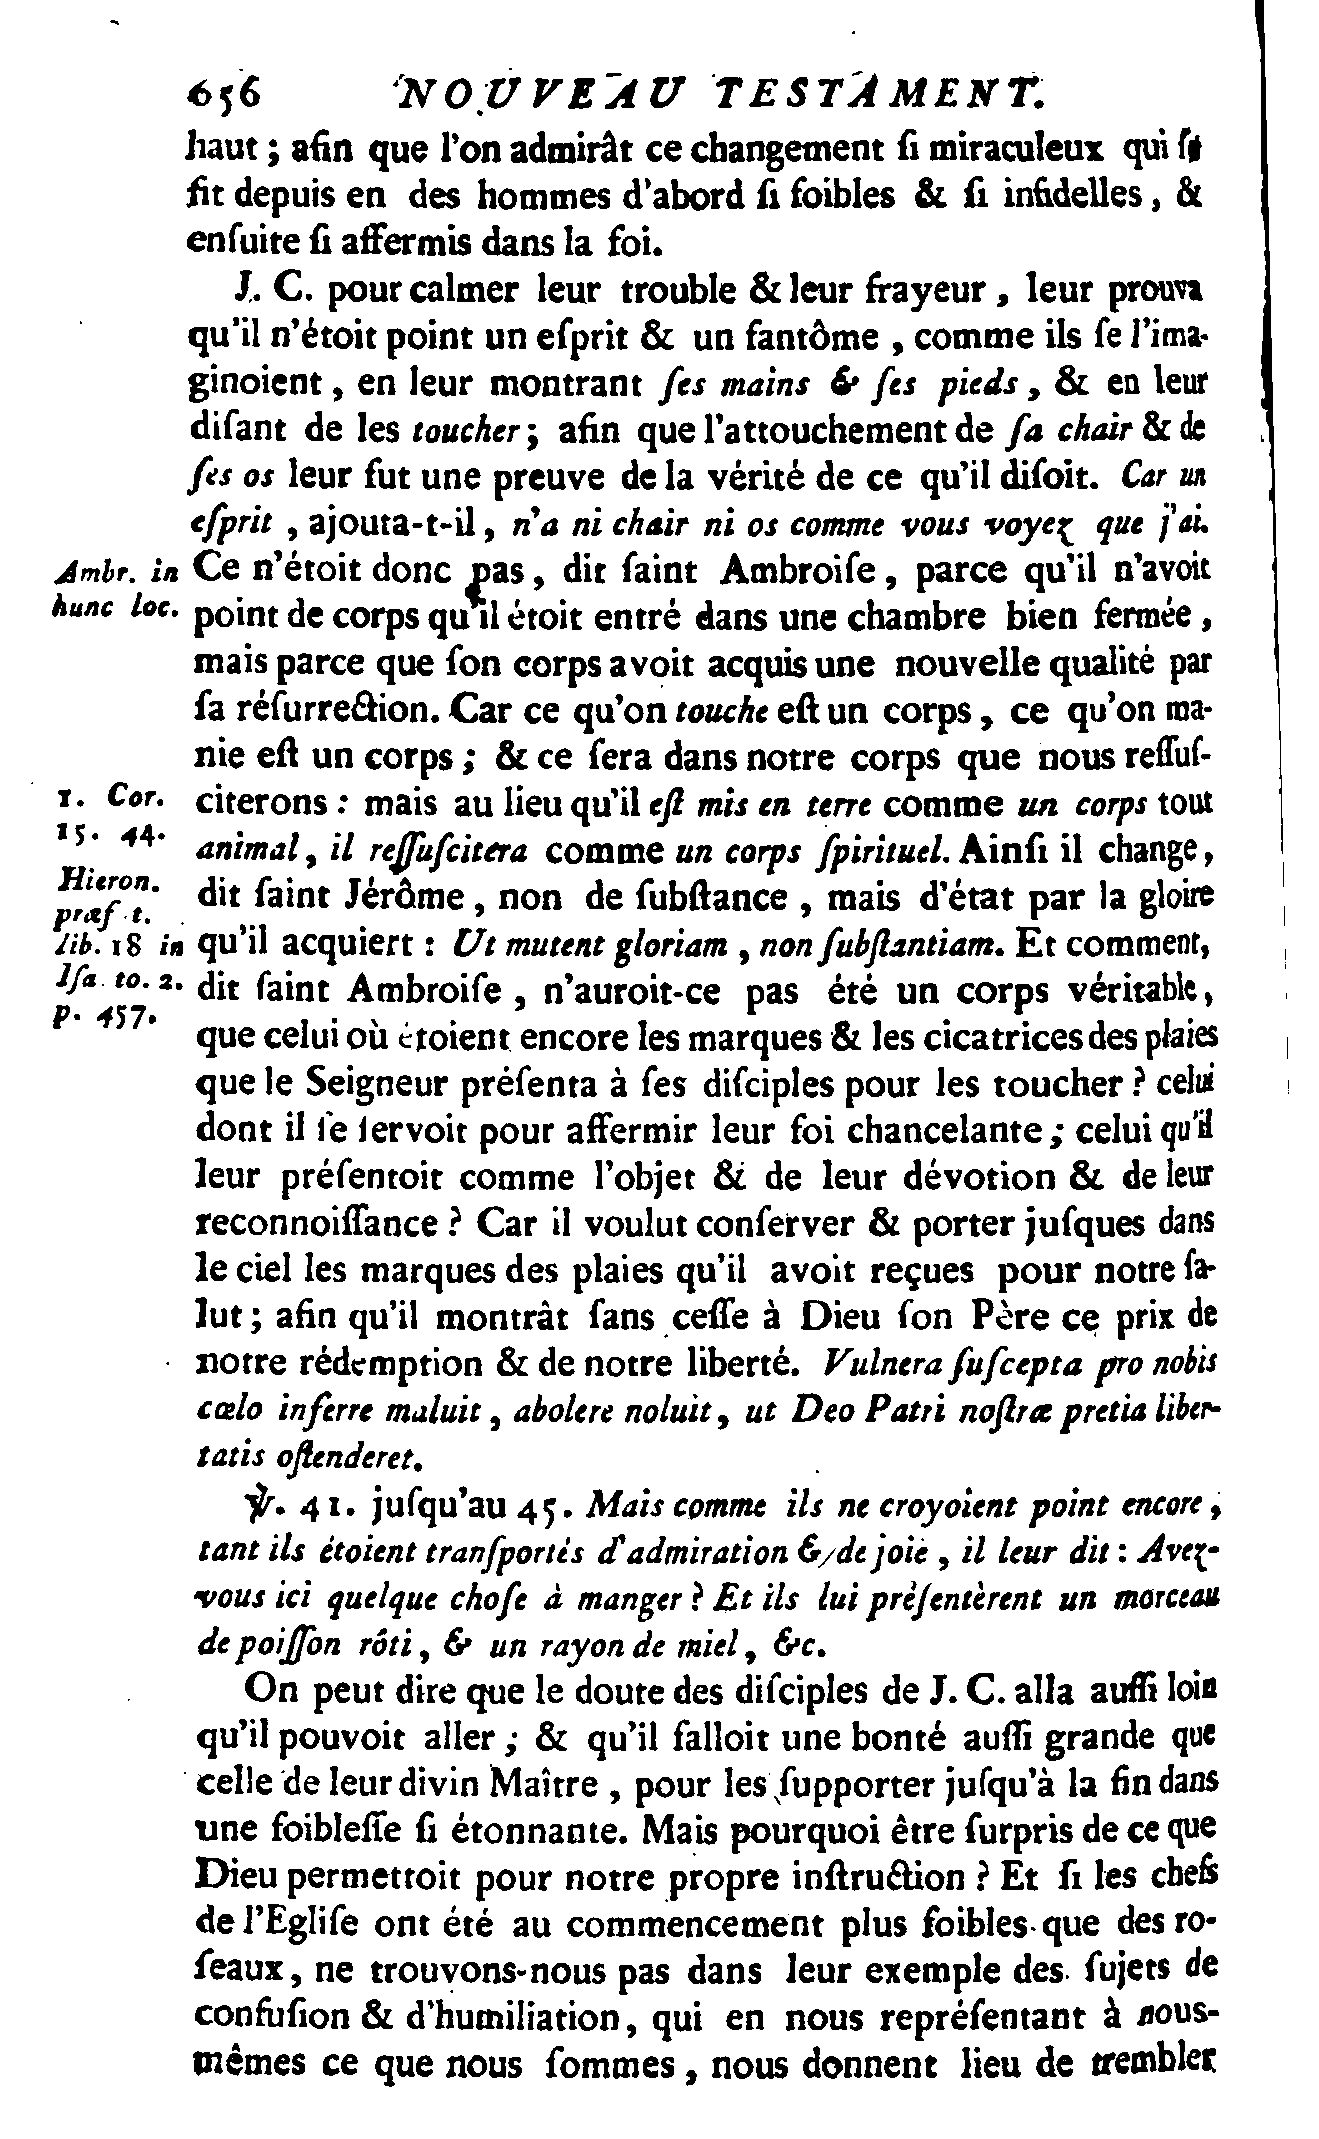 656 NOUVEAU TESTAMENT.
haut ; afin que l'on admirât ce changement ſi miraculeux qui ſe
fit depuis en des hommes d'abord ſi foibles & ſi infidelles , &
enſuite ſi affermis dans la foi.
J. C. pour calmer leur trouble & leur frayeur , leur prouva
qu'il n'étoit point un eſprit & un fantôme , comme ils ſe l'ima-
ginoient , en leur montrant ſes mains & ſes pieds , & en leur
diſant de les toucher ; afin que l'attouchement de ſa chair & de
ſes os leur fut une preuve de la vérité de ce qu'il diſoit. Car un
eſprit , ajouta-t-il , n'a ni chair ni os comme vous voyez que j'ai.
Ambr. in
hunc loc.
Ce n'étoit donc pas , dit ſaint Ambroiſe , parce qu'il n'avoit
point de corps qu'il étoit entré dans une chambre bien fermée ,
mais parce que ſon corps avoit acquis une nouvelle qualité par
ſa réſurrection. Car ce qu'on touche eſt un corps , ce qu'on ma-
nie eſt un corps ; & ce ſera dans notre corps que nous reſſuſ-
1. Cor.
15. 44.
citerons : mais au lieu qu'il eſt mis en terre comme un corps tout
animal , il reſſuſcitera comme un corps ſpirituel. Ainſi il change ,
Hieron.
præf. t.
lib. 18 in
Iſa. to. 2.
p. 457.
dit ſaint Jérôme , non de ſubſtance , mais d'état par la gloire
qu'il acquiert : Ut mutent gloriam , non ſubſtantiam. Et comment,
dit ſaint Ambroiſe , n'auroit-ce pas été un corps véritable ,
que celui où étoient encore les marques & les cicatrices des plaies
que le Seigneur préſenta à ſes diſciples pour les toucher ? celui
dont il ſe ſervoit pour affermir leur foi chancelante ; celui qu'il
leur préſentoit comme l'objet & de leur dévotion & de leur
reconnoiſſance ? Car il voulut conſerver & porter juſques dans
le ciel les marques des plaies qu'il avoit reçues pour notre ſa-
lut ; afin qu'il montrât ſans ceſſe à Dieu ſon Père ce prix de
notre rédemption & de notre liberté. Vulnera ſuſcepta pro nobis
cœlo inferre maluit , abolere noluit , ut Deo Patri noſtræ pretia liber-
tatis oſtenderet.
℣. 41. juſqu'au 45. Mais comme ils ne croyoient point encore ,
tant ils étoient tranſportés d'admiration & de joie , il leur dit : Avez-
vous ici quelque choſe à manger ? Et ils lui préſentèrent un morceau
de poiſſon rôti , & un rayon de miel , &c.
On peut dire que le doute des diſciples de J. C. alla auſſi loin
qu'il pouvoit aller ; & qu'il falloit une bonté auſſi grande que
celle de leur divin Maître , pour les ſupporter juſqu'à la fin dans
une foibleſſe ſi étonnante. Mais pourquoi être ſurpris de ce que
Dieu permettoit pour notre propre inſtruction ? Et ſi les chefs
de l'Egliſe ont été au commencement plus foibles que des ro-
ſeaux , ne trouvons-nous pas dans leur exemple des ſujets de
confuſion & d'humiliation, qui en nous repréſentant à nous-
mêmes ce que nous ſommes , nous donnent lieu de trembler